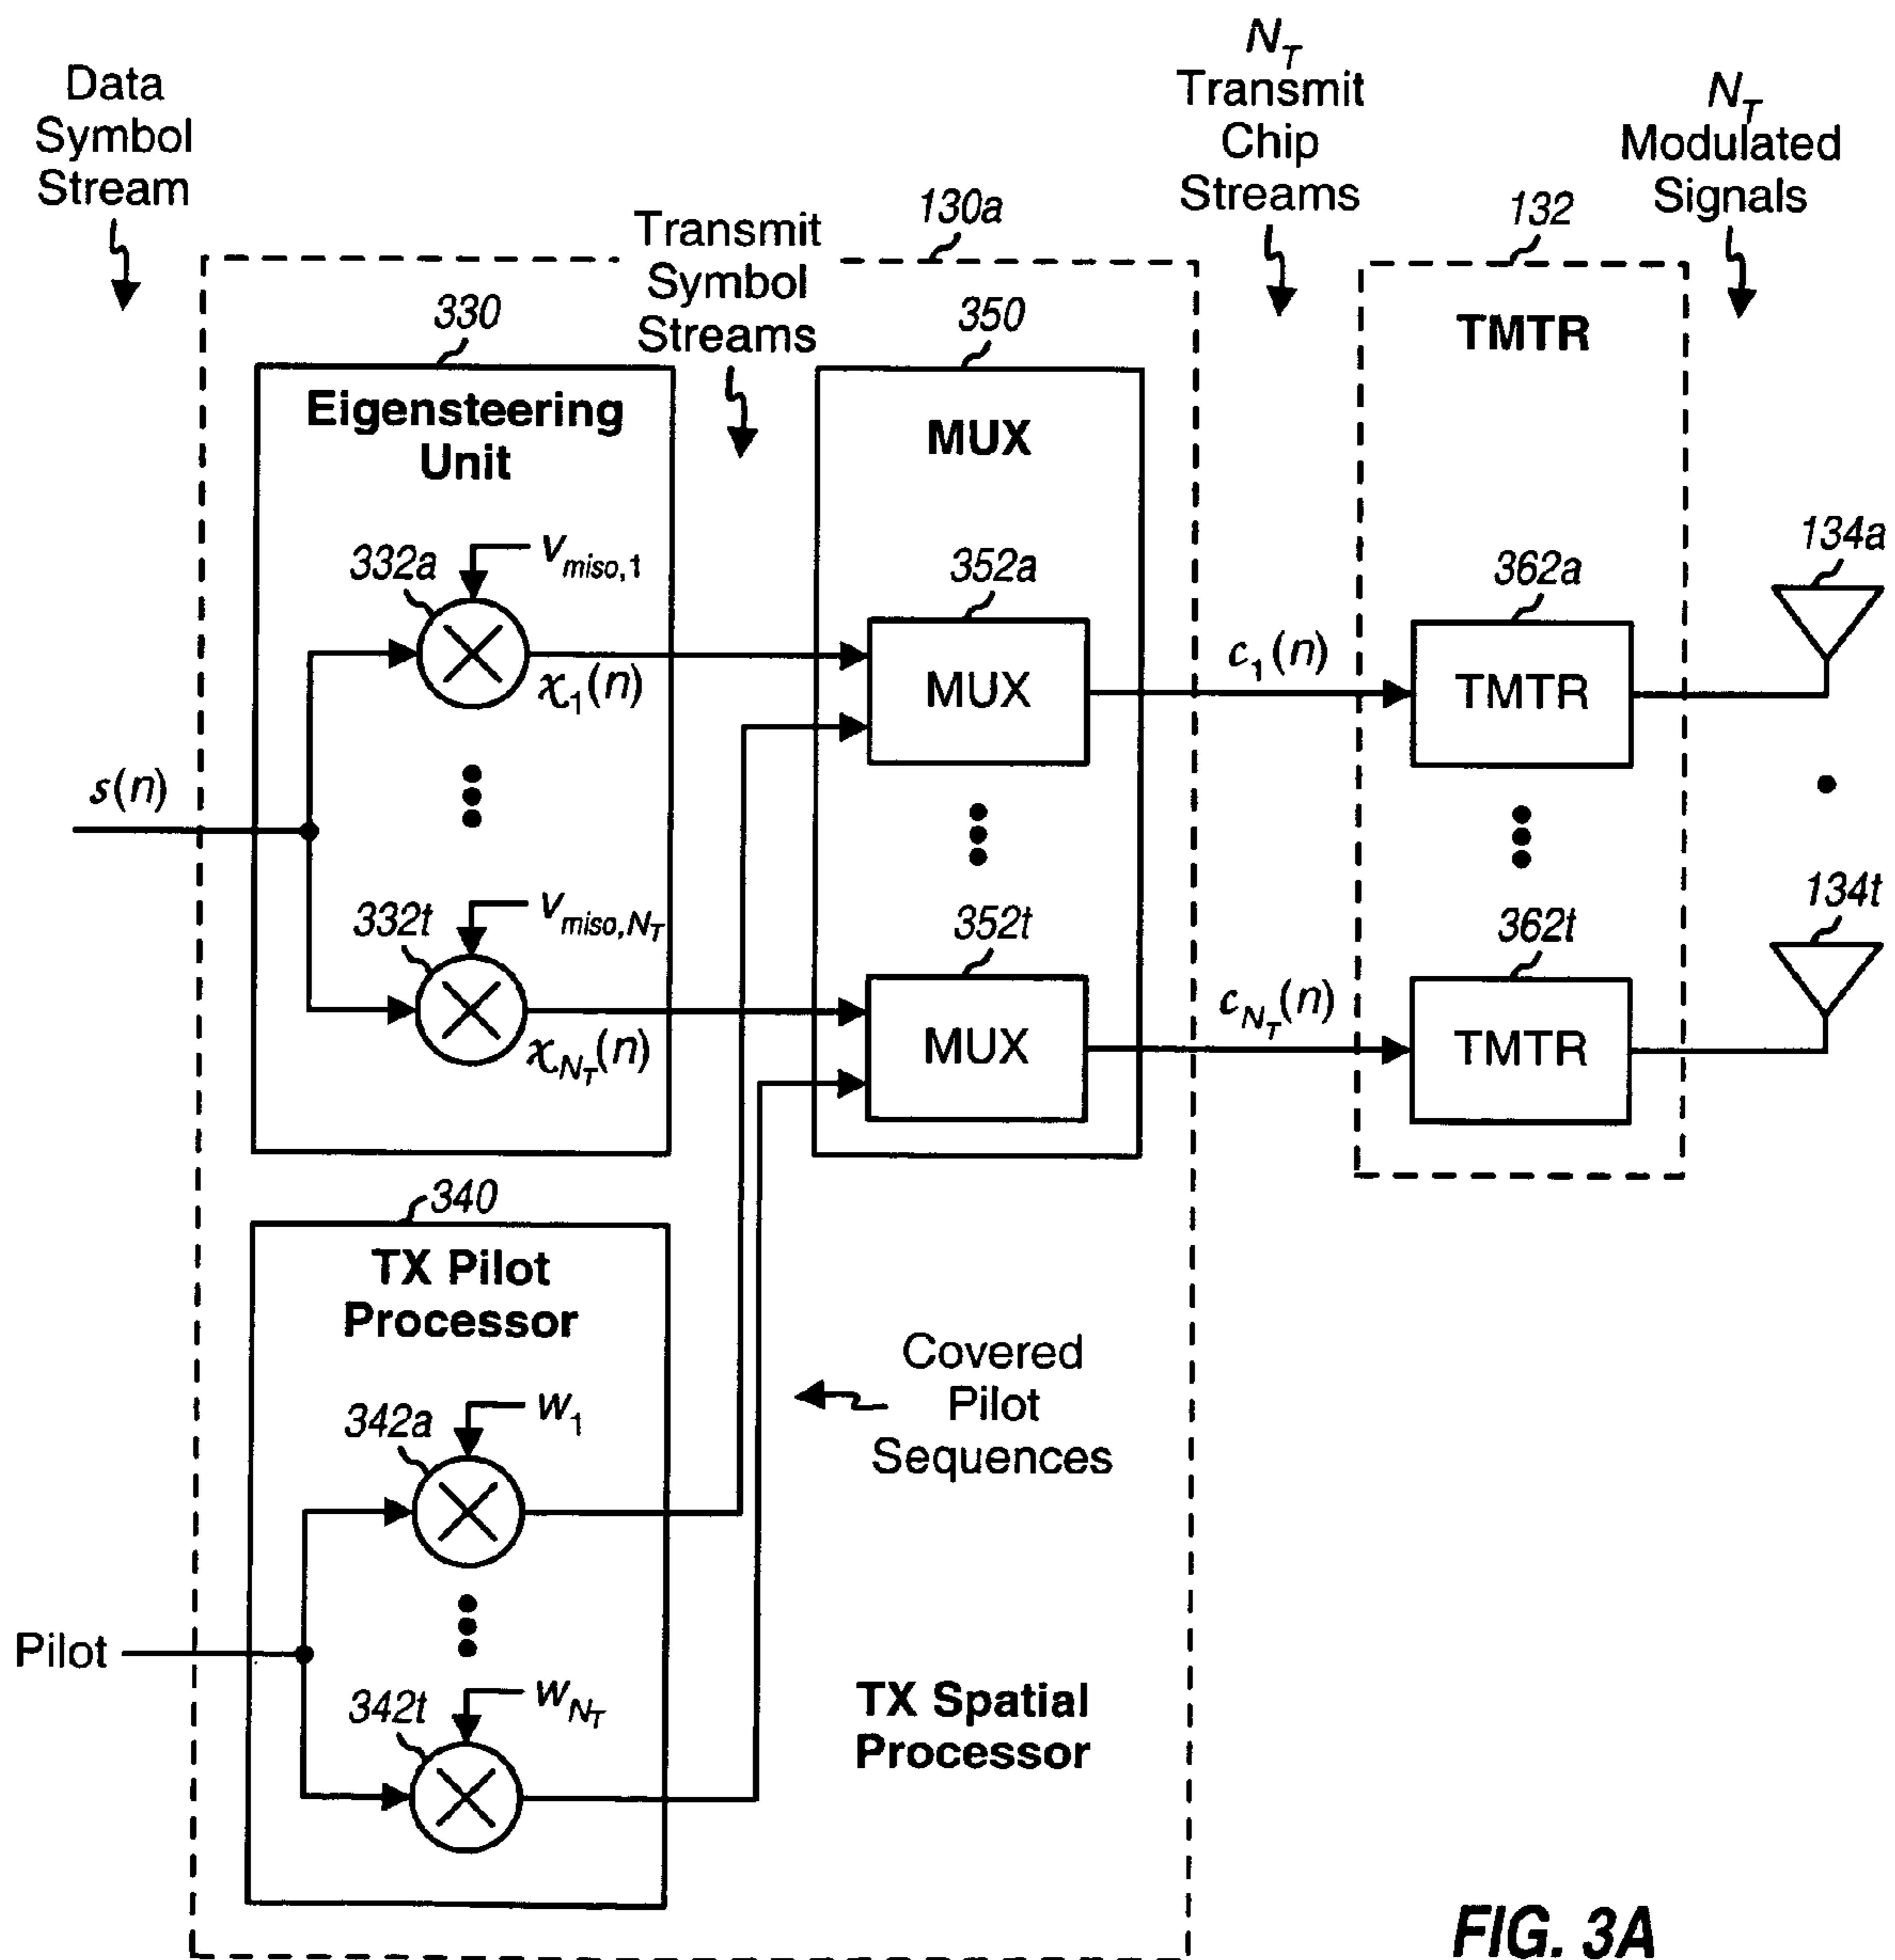 Data
Symbol
Stream
N_T
Transmit
Chip
Streams
N_T
Modulated
Signals
Transmit
Symbol
Streams
130a
132
330
Eigensteering
Unit
350
MUX
TMTR
332a
v_miso,1
x_1(n)
352a
MUX
c_1(n)
362a
TMTR
134a
s(n)
332t
v_miso,N_T
x_N_T(n)
352t
MUX
c_N_T(n)
362t
TMTR
134t
340
TX Pilot
Processor
342a
w_1
Covered
Pilot
Sequences
Pilot
342t
w_N_T
TX Spatial
Processor
FIG. 3A